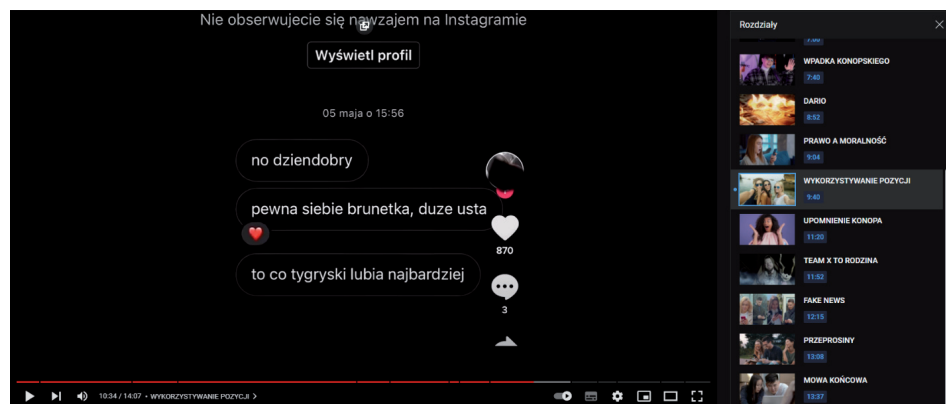 Nie obserwujecie się nawzajem na Instagramie
Wyświetl profil
05 maja o 15:56
no dziendobry
pewna siebie brunetka, duze usta
to co tygryski lubia najbardziej
870
3
10:34 / 14:07 • WYKORZYSTYWANIE POZYCJI >
Rozdziały
7:00
WPADKA KONOPSKIEGO
7:40
DARIO
8:52
PRAWO A MORALNOŚĆ
9:04
WYKORZYSTYWANIE POZYCJI
9:40
UPOMNIENIE KONOPA
11:20
TEAM X TO RODZINA
11:52
FAKE NEWS
12:15
PRZEPROSINY
13:08
MOWA KOŃCOWA
13:37